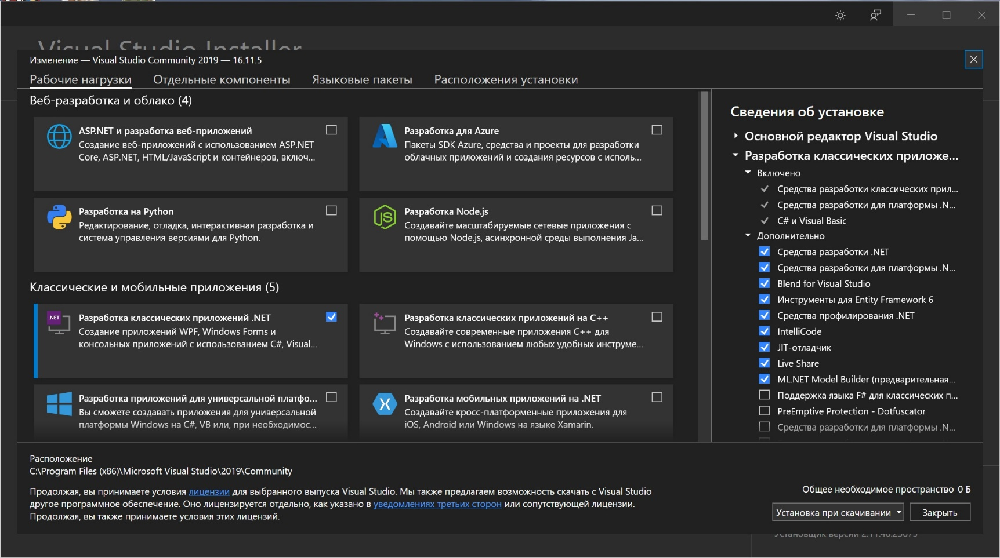 Visual Studio Installer
Изменение — Visual Studio Community 2019 — 16.11.5
Рабочие нагрузки
Отдельные компоненты
Языковые пакеты
Расположения установки
Веб-разработка и облако (4)
ASP.NET и разработка веб-приложений
Создание веб-приложений с использованием ASP.NET
Core, ASP.NET, HTML/JavaScript и контейнеров, включ...
Разработка для Azure
Пакеты SDK Azure, средства и проекты для разработки
облачных приложений и создания ресурсов с исполь...
Разработка на Python
Редактирование, отладка, интерактивная разработка и
система управления версиями для Python.
JS
Разработка Node.js
Создавайте масштабируемые сетевые приложения с
помощью Node.js, асинхронной среды выполнения Ja...
Классические и мобильные приложения (5)
.NET
Разработка классических приложений .NET
Создание приложений WPF, Windows Forms и
консольных приложений с использованием C#, Visual...
Разработка классических приложений на C++
Создавайте современные приложения C++ для
Windows с использованием любых удобных инструме...
Разработка приложений для универсальной платфо...
Вы сможете создавать приложения для универсальной
платформы Windows на C#, VB или, при необходимос...
Разработка мобильных приложений на .NET
Создавайте кросс-платформенные приложения для
iOS, Android или Windows на языке Xamarin.
Сведения об установке
Основной редактор Visual Studio
Разработка классических приложе...
Включено
Средства разработки классических прил...
Средства разработки для платформы .N...
C# и Visual Basic
Дополнительно
Средства разработки .NET
Средства разработки для платформы .N...
Blend for Visual Studio
Инструменты для Entity Framework 6
Средства профилирования .NET
IntelliCode
JIT-отладчик
Live Share
ML.NET Model Builder (предварительная...
Поддержка языка F# для классических п...
PreEmptive Protection - Dotfuscator
Средства разработки для платформы .N...
Расположение
C:\Program Files (x86)\Microsoft Visual Studio\2019\Community
Продолжая, вы принимаете условия лицензии для выбранного выпуска Visual Studio. Мы также предлагаем возможность скачать с Visual Studio
другое программное обеспечение. Оно лицензируется отдельно, как указано в уведомлениях третьих сторон или сопутствующей лицензии.
Продолжая, вы также принимаете условия этих лицензий.
Общее необходимое пространство 0 Б
Установка при скачивании
Закрыть
Установщик версии 2.11.40.25675